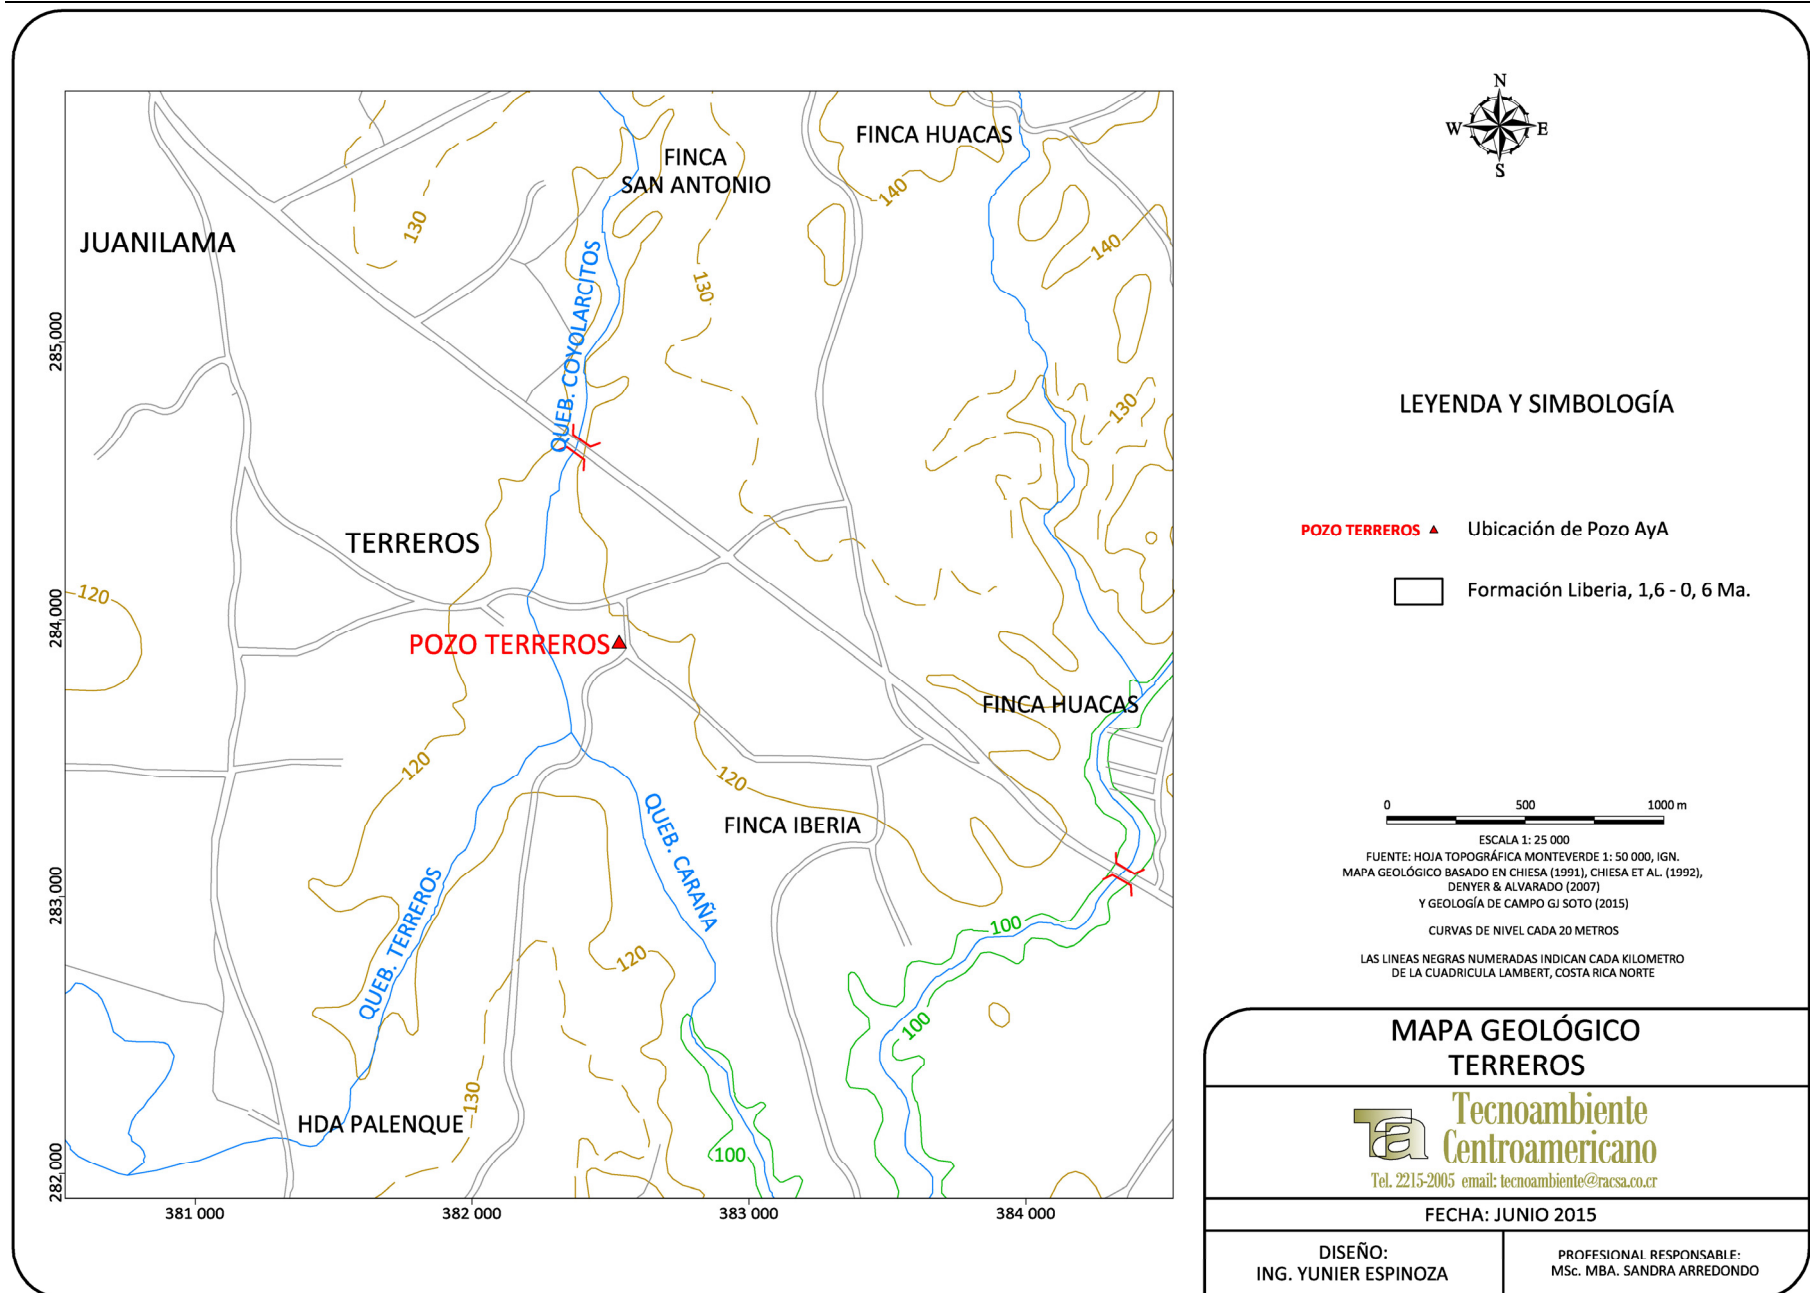 N
W
E
S
FINCA HUACAS
FINCA
SAN ANTONIO
140
130
JUANILAMA
140
130
QUEB. COYOLARCITOS
285 000
130
LEYENDA Y SIMBOLOGÍA
TERREROS
POZO TERREROS
Ubicación de Pozo AyA
120
284 000
Formación Liberia, 1,6 - 0, 6 Ma.
POZO TERREROS
FINCA HUACAS
120
120
QUEB. CARAÑA
FINCA IBERIA
0
500
1000 m
ESCALA 1: 25 000
FUENTE: HOJA TOPOGRÁFICA MONTEVERDE 1: 50 000, IGN.
MAPA GEOLÓGICO BASADO EN CHIESA (1991), CHIESA ET AL. (1992),
DENYER & ALVARADO (2007)
Y GEOLOGÍA DE CAMPO GJ SOTO (2015)
283 000
QUEB. TERREROS
100
CURVAS DE NIVEL CADA 20 METROS
120
LAS LINEAS NEGRAS NUMERADAS INDICAN CADA KILOMETRO
DE LA CUADRICULA LAMBERT, COSTA RICA NORTE
100
MAPA GEOLÓGICO
TERREROS
130
HDA PALENQUE
100
282 000
Ta
Tecnoambiente
Centroamericano
Tel. 2215-2005 email: tecnoambiente@racsa.co.cr
381 000
382 000
383 000
384 000
FECHA: JUNIO 2015
DISEÑO:
ING. YUNIER ESPINOZA
PROFESIONAL RESPONSABLE:
MSc. MBA. SANDRA ARREDONDO